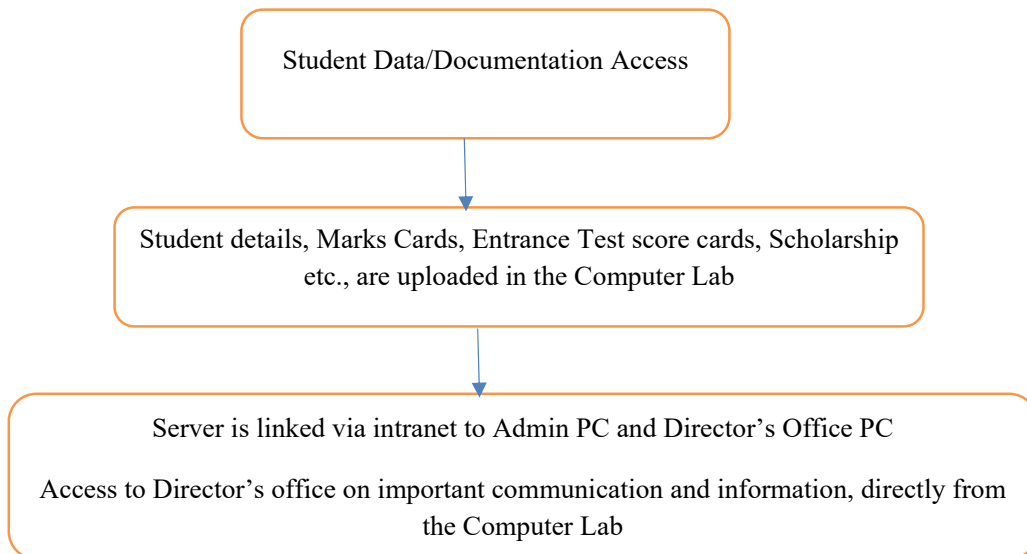 Student Data/Documentation Access
Student details, Marks Cards, Entrance Test score cards, Scholarship
etc., are uploaded in the Computer Lab
Server is linked via intranet to Admin PC and Director’s Office PC
Access to Director’s office on important communication and information, directly from
the Computer Lab